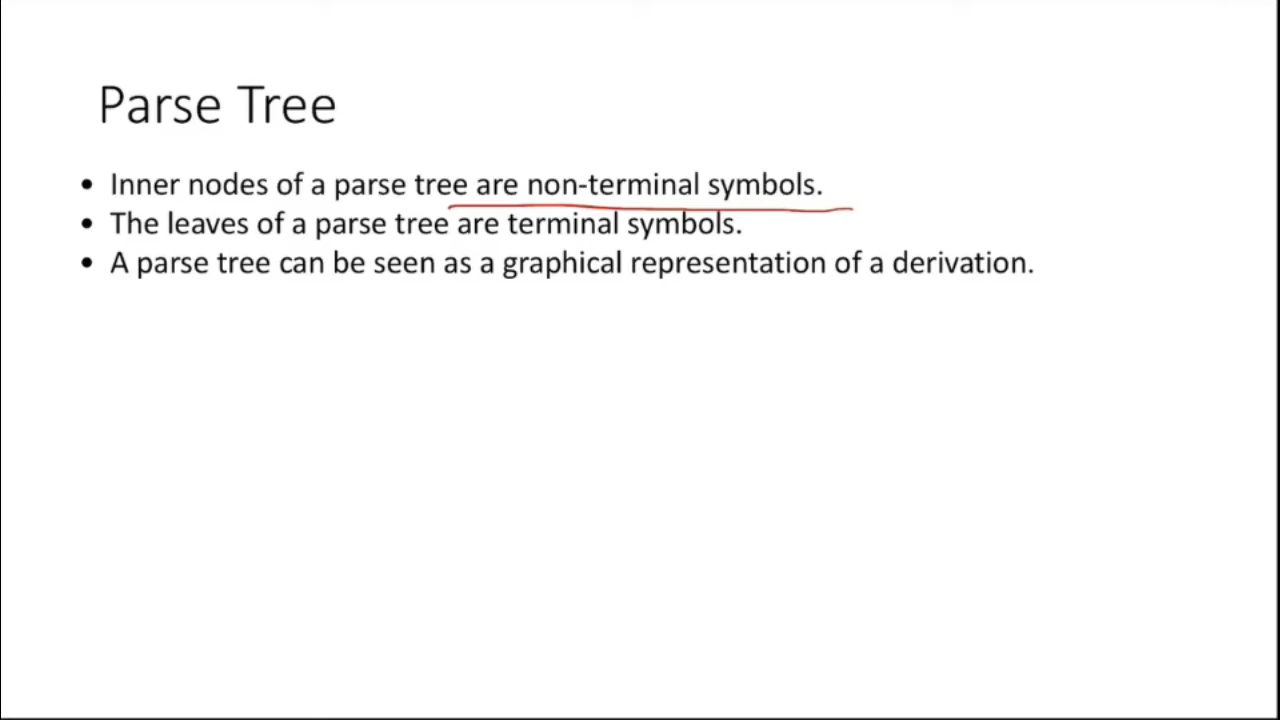 Parse Tree
• Inner nodes of a parse tree are non-terminal symbols.
• The leaves of a parse tree are terminal symbols.
• A parse tree can be seen as a graphical representation of a derivation.